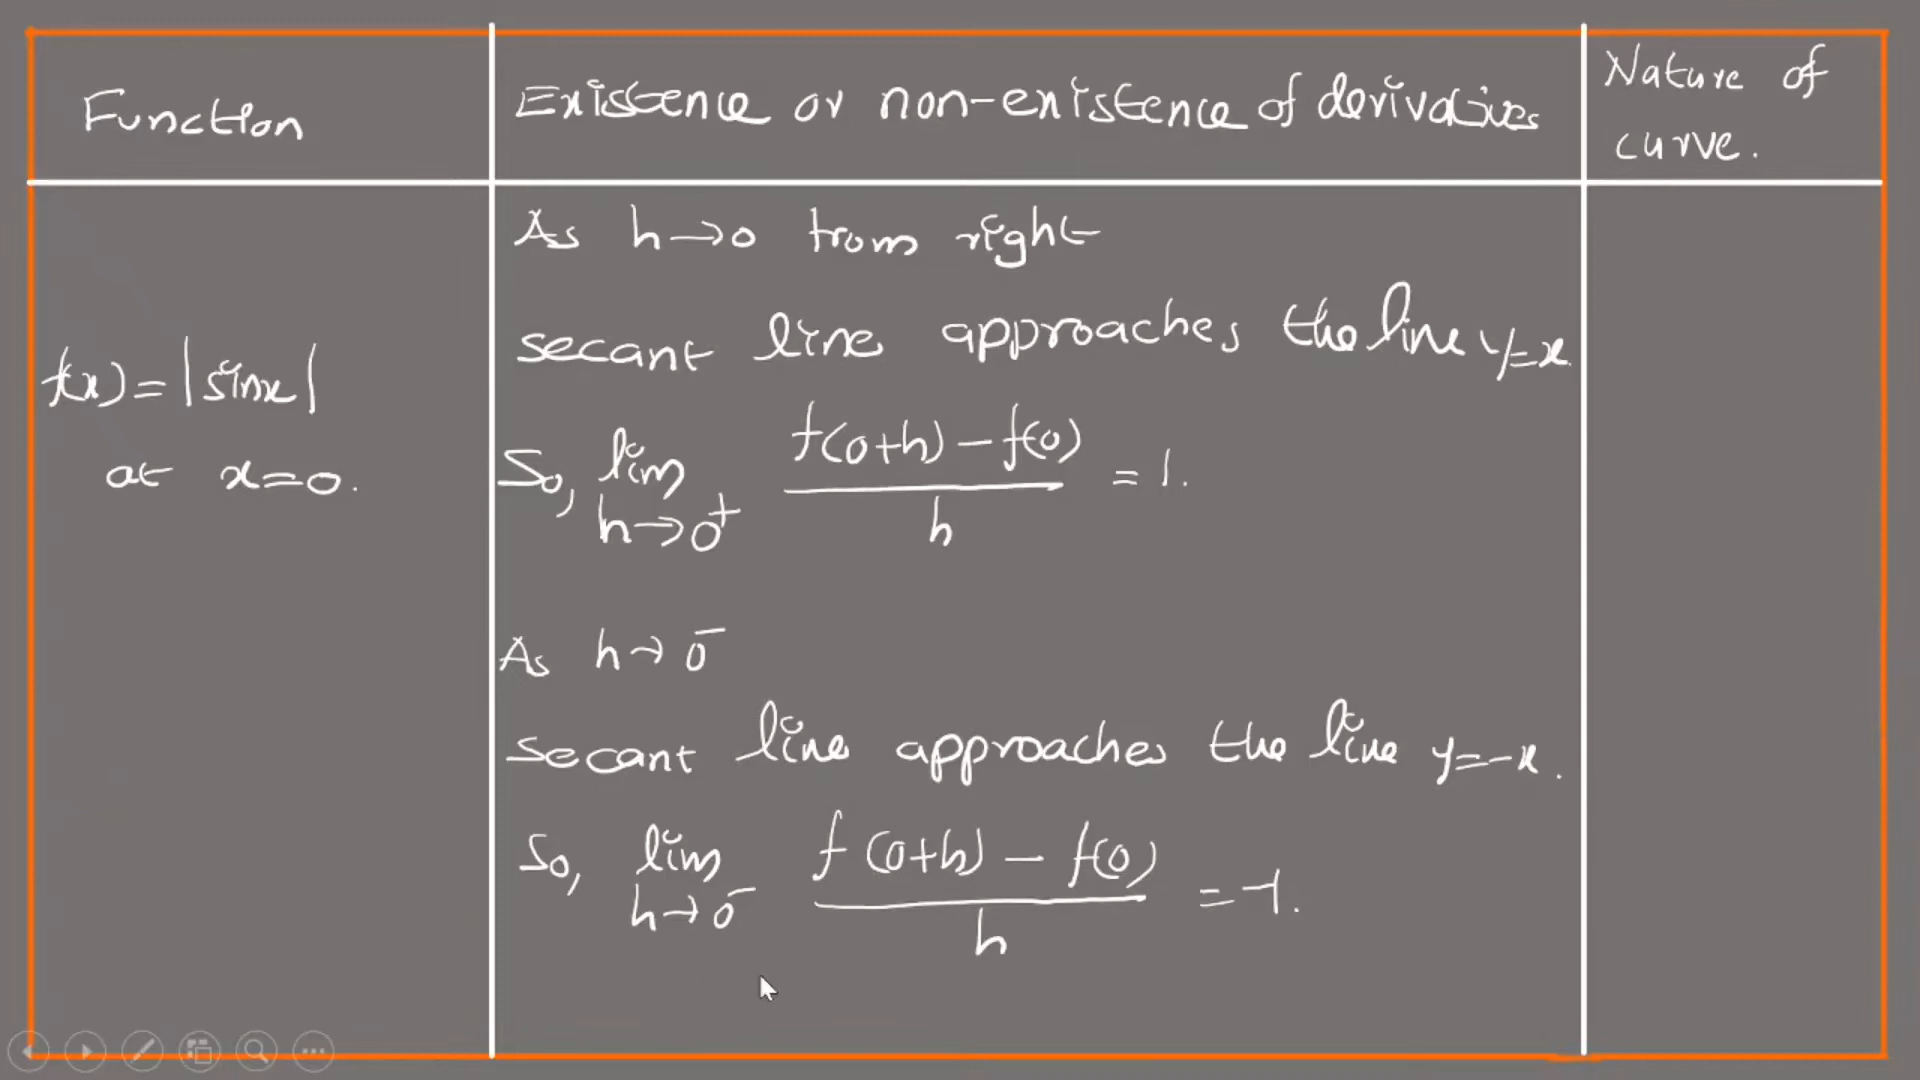 Function
Existence or non-existence of derivatives
Nature of
curve.
f(x) = |sinx|
at x=0.
As h→0 from right
secant line approaches the line y=x
So, lim h→0⁺ f(0+h) - f(0) / h = 1.
As h→0⁻
secant line approaches the line y=-x.
So, lim h→0⁻ f(0+h) - f(0) / h = -1.